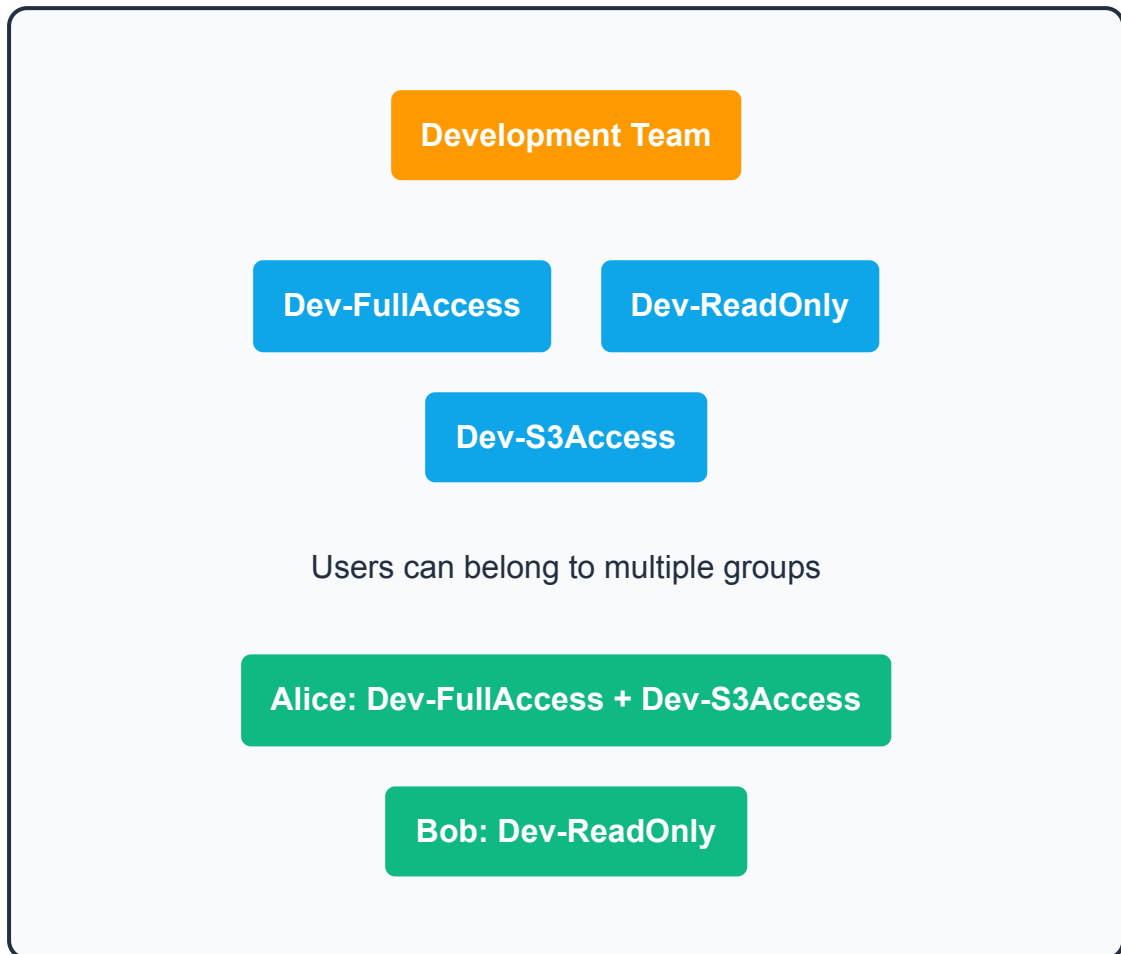 Development Team
Dev-FullAccess
Dev-ReadOnly
Dev-S3Access
Users can belong to multiple groups
Alice: Dev-FullAccess + Dev-S3Access
Bob: Dev-ReadOnly